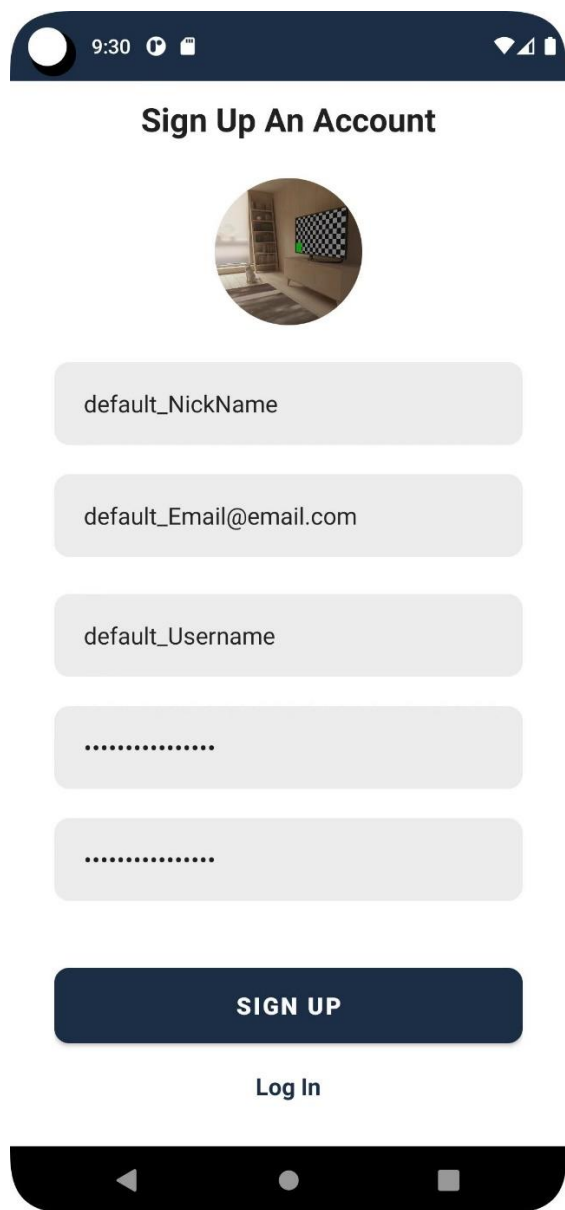 9:30
Sign Up An Account
default_NickName
default_Email@email.com
default_Username
••••••••••••••••
••••••••••••••••
SIGN UP
Log In